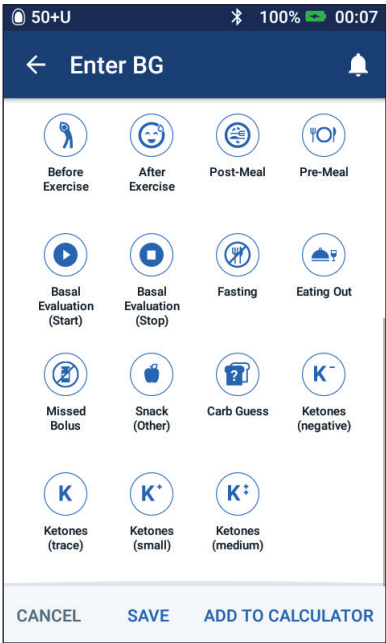 50+U 100% 00:07
Enter BG
Before Exercise
After Exercise
Post-Meal
Pre-Meal
Basal Evaluation (Start)
Basal Evaluation (Stop)
Fasting
Eating Out
Missed Bolus
Snack (Other)
?
Carb Guess
K-
Ketones (negative)
K
Ketones (trace)
K+
Ketones (small)
K‡
Ketones (medium)
CANCEL SAVE ADD TO CALCULATOR